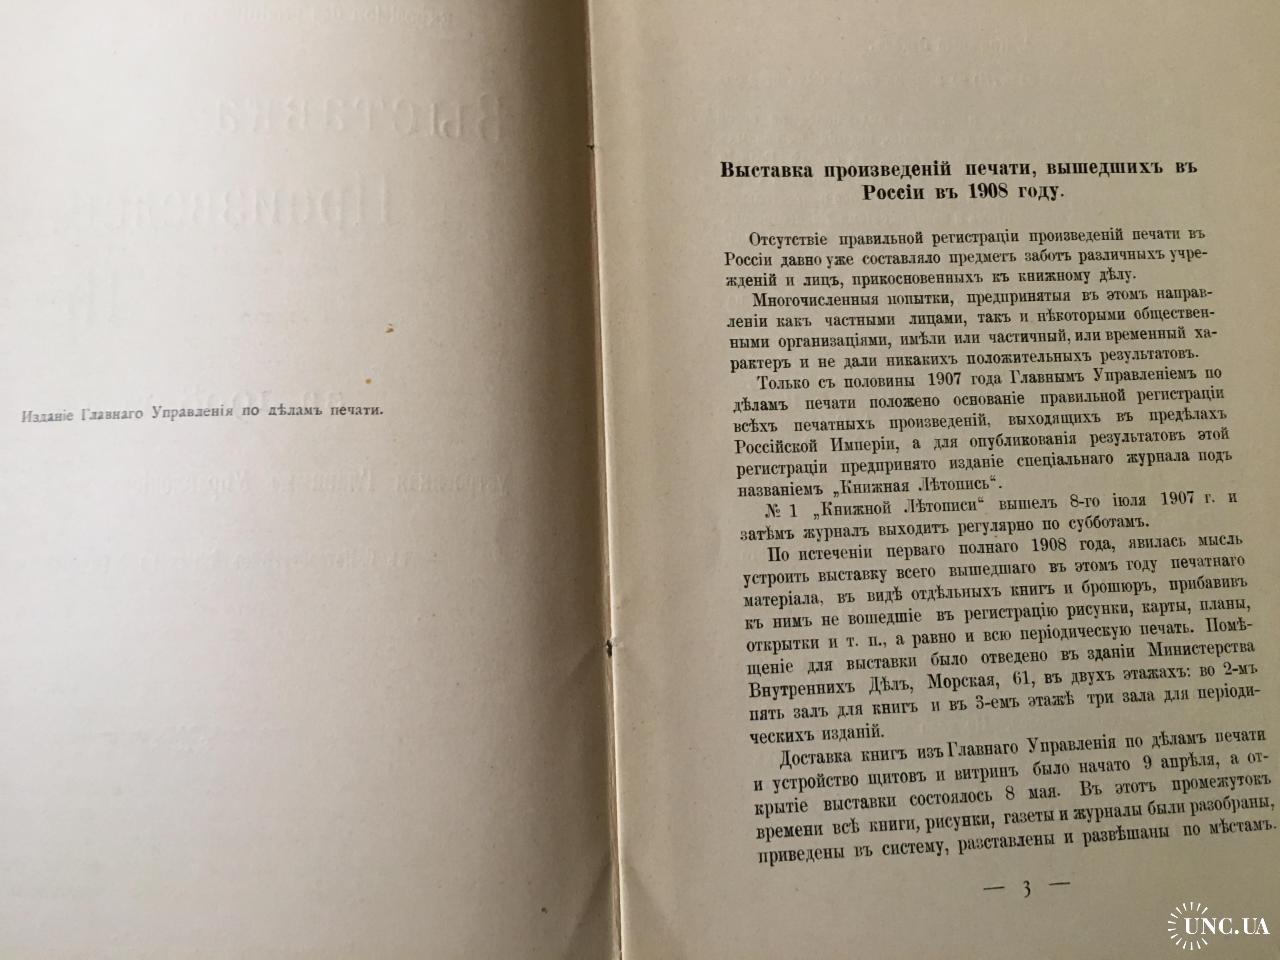 Изданіе Главнаго Управленія по дѣламъ печати.
Выставка произведеній печати, вышедшихъ въ
Россіи въ 1908 году.
Отсутствіе правильной регистраціи произведеній печати въ
Россіи давно уже составляло предметъ заботъ различныхъ учре-
жденій и лицъ, прикосновенныхъ къ книжному дѣлу.
Многочисленныя попытки, предпринятыя въ этомъ направ-
леніи какъ частными лицами, такъ и нѣкоторыми обществен-
ными организаціями, имѣли или частичный, или временный ха-
рактеръ и не дали никакихъ положительныхъ результатовъ.
Только съ половины 1907 года Главнымъ Управленіемъ по
дѣламъ печати положено основаніе правильной регистраціи
всѣхъ печатныхъ произведеній, выходящихъ въ предѣлахъ
Россійской Имперіи, а для опубликованія результатовъ этой
регистраціи предпринято изданіе спеціальнаго журнала подъ
названіемъ „Книжная Лѣтопись“.
№ 1 „Книжной Лѣтописи“ вышелъ 8-го іюля 1907 г. и
затѣмъ журналъ выходитъ регулярно по субботамъ.
По истеченіи перваго полнаго 1908 года, явилась мысль
устроить выставку всего вышедшаго въ этомъ году печатнаго
матеріала, въ видѣ отдѣльныхъ книгъ и брошюръ, прибавивъ
къ нимъ не вошедшіе въ регистрацію рисунки, карты, планы,
открытки и т. п., а равно и всю періодическую печать. Помѣ-
щеніе для выставки было отведено въ зданіи Министерства
Внутреннихъ Дѣлъ, Морская, 61, въ двухъ этажахъ: во 2-мъ
пять залъ для книгъ и въ 3-емъ этажѣ три зала для періоди-
ческихъ изданій.
Доставка книгъ изъ Главнаго Управленія по дѣламъ печати
и устройство щитовъ и витринъ было начато 9 апрѣля, а от-
крытіе выставки состоялось 8 мая. Въ этотъ промежутокъ
времени всѣ книги, рисунки, газеты и журналы были разобраны,
приведены въ систему, разставлены и развѣшаны по мѣстамъ.
— 3 —
UNC.UA